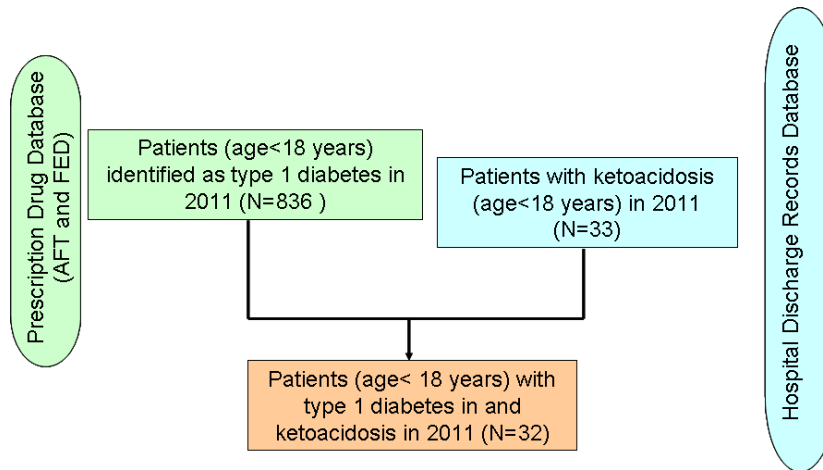 Prescription Drug Database
(AFT and FED)
Patients (age<18 years)
identified as type 1 diabetes in
2011 (N=836 )
Patients with ketoacidosis
(age<18 years) in 2011
(N=33)
Hospital Discharge Records Database
Patients (age< 18 years) with
type 1 diabetes in and
ketoacidosis in 2011 (N=32)